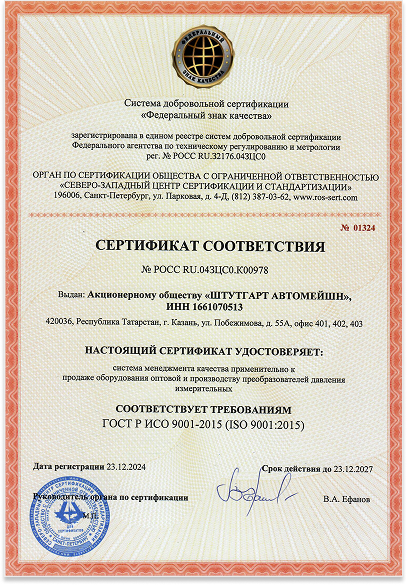 ФЕДЕРАЛЬНЫЙ
ЗНАК КАЧЕСТВА
Система добровольной сертификации
«Федеральный знак качества»
зарегистрирована в едином реестре систем добровольной сертификации
Федерального агентства по техническому регулированию и метрологии
рег. № РОСС RU.32176.04ЗЦС0
ОРГАН ПО СЕРТИФИКАЦИИ ОБЩЕСТВА С ОГРАНИЧЕННОЙ ОТВЕТСТВЕННОСТЬЮ
«СЕВЕРО-ЗАПАДНЫЙ ЦЕНТР СЕРТИФИКАЦИИ И СТАНДАРТИЗАЦИИ»
196006, Санкт-Петербург, ул. Парковая, д. 4-Д, (812) 387-03-62, www.ros-sert.com
№ 01324
СЕРТИФИКАТ СООТВЕТСТВИЯ
№ РОСС RU.04ЗЦС0.К00978
Выдан: Акционерному обществу «ШТУТГАРТ АВТОМЕЙШН»,
ИНН 1661070513
420036, Республика Татарстан, г. Казань, ул. Побежимова, д. 55А, офис 401, 402, 403
НАСТОЯЩИЙ СЕРТИФИКАТ УДОСТОВЕРЯЕТ:
система менеджмента качества применительно к
продаже оборудования оптовой и производству преобразователей давления
измерительных
СООТВЕТСТВУЕТ ТРЕБОВАНИЯМ
ГОСТ Р ИСО 9001-2015 (ISO 9001:2015)
Дата регистрации 23.12.2024
Срок действия до 23.12.2027
Руководитель органа по сертификации
В.А. Ефанов
М.П.